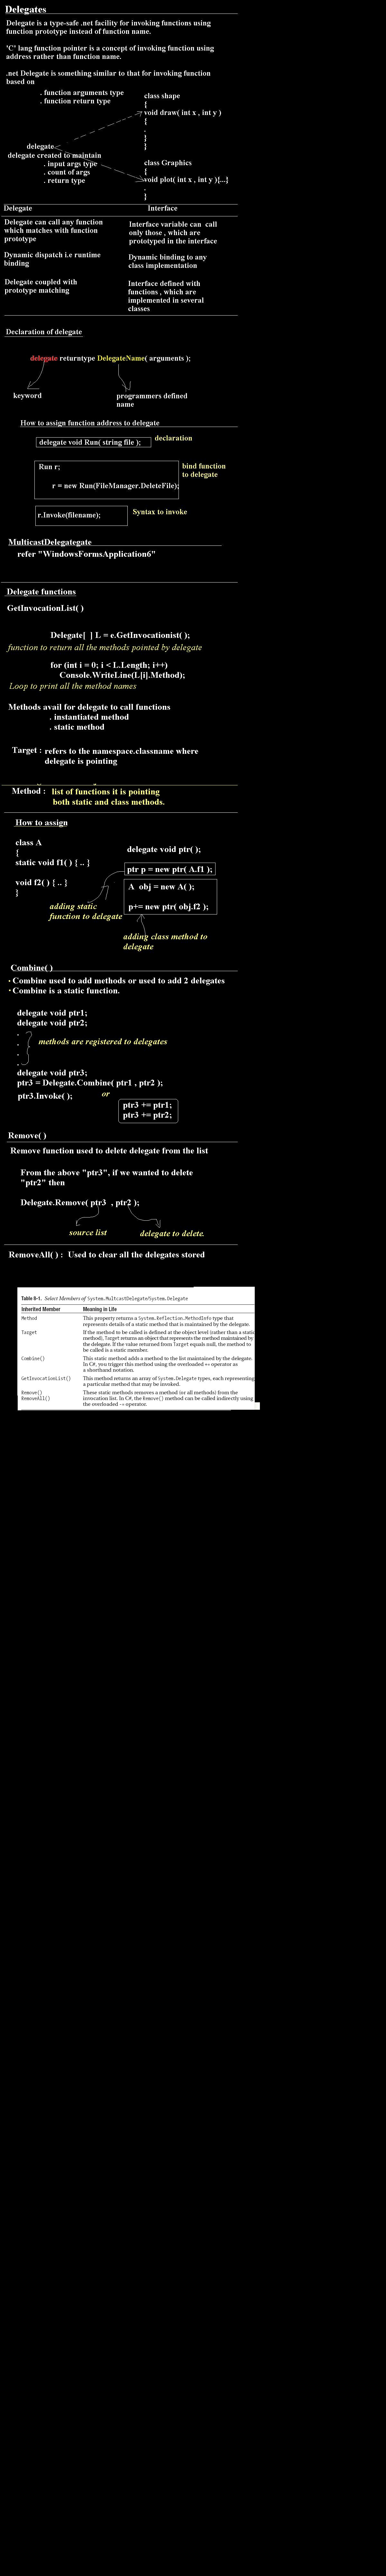 Delegates
Delegate is a type-safe .net facility for invoking functions using
function prototype instead of function name.
'C' lang function pointer is a concept of invoking function using
address rather than function name.
.net Delegate is something similar to that for invoking function
based on
. function arguments type
. function return type
class shape
{
void draw( int x , int y )
{
.
}
}
delegate
delegate created to maintain
. input args type
. count of args
. return type
class Graphics
{
void plot( int x , int y ){...}
.
}
Delegate Interface
Delegate can call any function
which matches with function
prototype
Interface variable can call
only those , which are
prototyped in the interface
Dynamic dispatch i.e runtime
binding
Dynamic binding to any
class implementation
Delegate coupled with
prototype matching
Interface defined with
functions , which are
implemented in several
classes
Declaration of delegate
delegate returntype DelegateName( arguments );
keyword
programmers defined
name
How to assign function address to delegate
delegate void Run( string file ); declaration
Run r;
r = new Run(FileManager.DeleteFile);
bind function
to delegate
r.Invoke(filename);
Syntax to invoke
MulticastDelegategate
refer "WindowsFormsApplication6"
Delegate functions
GetInvocationList( )
Delegate[ ] L = e.GetInvocationist( );
function to return all the methods pointed by delegate
for (int i = 0; i < L.Length; i++)
Console.WriteLine(L[i].Method);
Loop to print all the method names
Methods avail for delegate to call functions
. instantiated method
. static method
Target : refers to the namespace.classname where
delegate is pointing
Method : list of functions it is pointing
both static and class methods.
How to assign
class A
{
static void f1( ) { .. }
void f2( ) { .. }
}
delegate void ptr( );
ptr p = new ptr( A.f1 );
A obj = new A( );
p+= new ptr( obj.f2 );
adding static
function to delegate
adding class method to
delegate
Combine( )
· Combine used to add methods or used to add 2 delegates
· Combine is a static function.
delegate void ptr1;
delegate void ptr2;
.
.
.
.
methods are registered to delegates
delegate void ptr3;
ptr3 = Delegate.Combine( ptr1 , ptr2 );
ptr3.Invoke( );
or
ptr3 += ptr1;
ptr3 += ptr2;
Remove( )
Remove function used to delete delegate from the list
From the above "ptr3", if we wanted to delete
"ptr2" then
Delegate.Remove( ptr3 , ptr2 );
source list
delegate to delete.
RemoveAll( ) : Used to clear all the delegates stored
Table 8-1. Select Members of System.MultcastDelegate/System.Delegate
Inherited Member Meaning in Life
Method This property returns a System.Reflection.MethodInfo type that
represents details of a static method that is maintained by the delegate.
Target If the method to be called is defined at the object level (rather than a static
method), Target returns an object that represents the method maintained by
the delegate. If the value returned from Target equals null, the method to
be called is a static member.
Combine() This static method adds a method to the list maintained by the delegate.
In C#, you trigger this method using the overloaded += operator as
a shorthand notation.
GetInvocationList() This method returns an array of System.Delegate types, each representing
a particular method that may be invoked.
Remove() These static methods removes a method (or all methods) from the
RemoveAll() invocation list. In C#, the Remove() method can be called indirectly using
the overloaded -= operator.